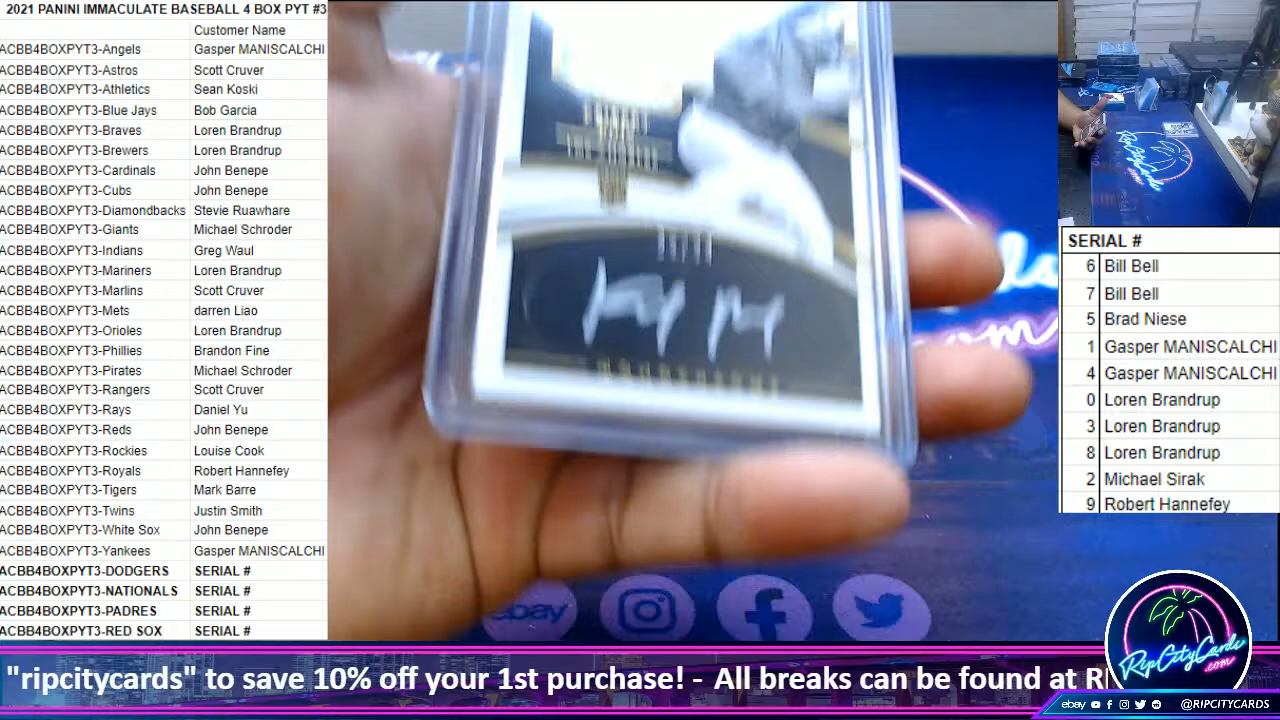 2021 PANINI IMMACULATE BASEBALL 4 BOX PYT #3
Customer Name
ACBB4BOXPYT3-Angels Gasper MANISCALCHI
ACBB4BOXPYT3-Astros Scott Cruver
ACBB4BOXPYT3-Athletics Sean Koski
ACBB4BOXPYT3-Blue Jays Bob Garcia
ACBB4BOXPYT3-Braves Loren Brandrup
ACBB4BOXPYT3-Brewers Loren Brandrup
ACBB4BOXPYT3-Cardinals John Benepe
ACBB4BOXPYT3-Cubs John Benepe
ACBB4BOXPYT3-Diamondbacks Stevie Ruawhare
ACBB4BOXPYT3-Giants Michael Schroder
ACBB4BOXPYT3-Indians Greg Waul
ACBB4BOXPYT3-Mariners Loren Brandrup
ACBB4BOXPYT3-Marlins Scott Cruver
ACBB4BOXPYT3-Mets darren Liao
ACBB4BOXPYT3-Orioles Loren Brandrup
ACBB4BOXPYT3-Phillies Brandon Fine
ACBB4BOXPYT3-Pirates Michael Schroder
ACBB4BOXPYT3-Rangers Scott Cruver
ACBB4BOXPYT3-Rays Daniel Yu
ACBB4BOXPYT3-Reds John Benepe
ACBB4BOXPYT3-Rockies Louise Cook
ACBB4BOXPYT3-Royals Robert Hannefey
ACBB4BOXPYT3-Tigers Mark Barre
ACBB4BOXPYT3-Twins Justin Smith
ACBB4BOXPYT3-White Sox John Benepe
ACBB4BOXPYT3-Yankees Gasper MANISCALCHI
ACBB4BOXPYT3-DODGERS SERIAL #
ACBB4BOXPYT3-NATIONALS SERIAL #
ACBB4BOXPYT3-PADRES SERIAL #
ACBB4BOXPYT3-RED SOX SERIAL #
RipCityCards
SERIAL #
6 Bill Bell
7 Bill Bell
5 Brad Niese
1 Gasper MANISCALCHI
4 Gasper MANISCALCHI
0 Loren Brandrup
3 Loren Brandrup
8 Loren Brandrup
2 Michael Sirak
9 Robert Hannefey
ebay
"ripcitycards" to save 10% off your 1st purchase! - All breaks can be found at R
RipCityCards
.com
ebay @RIPCITYCARDS